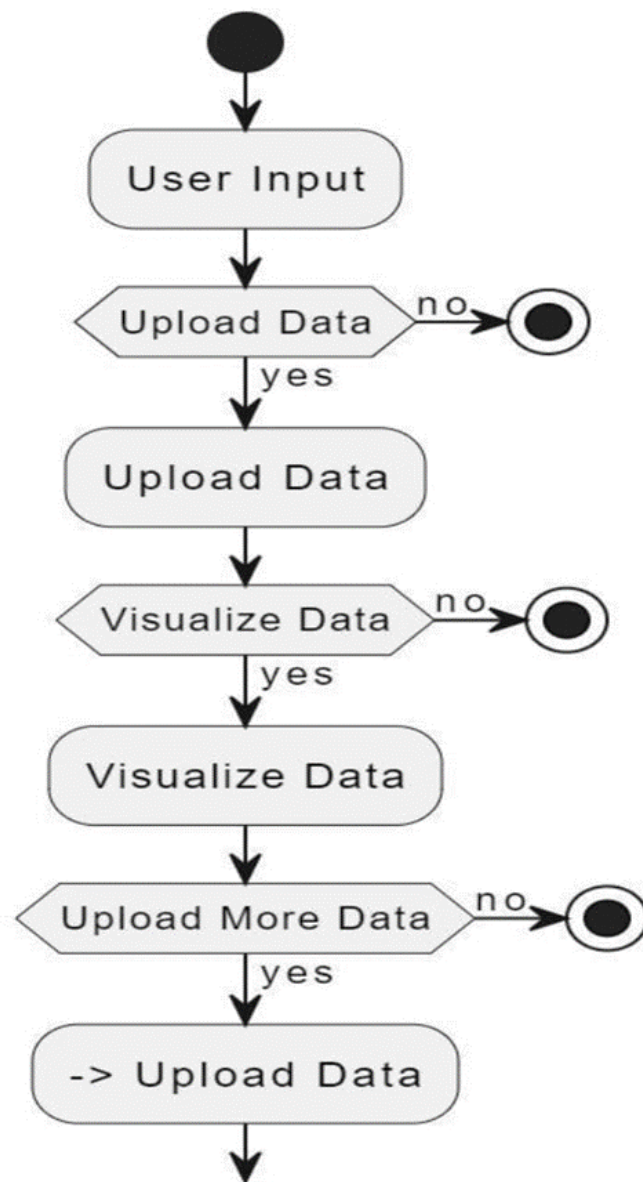 User Input
Upload Data
no
yes
Upload Data
Visualize Data
no
yes
Visualize Data
Upload More Data
no
yes
-> Upload Data